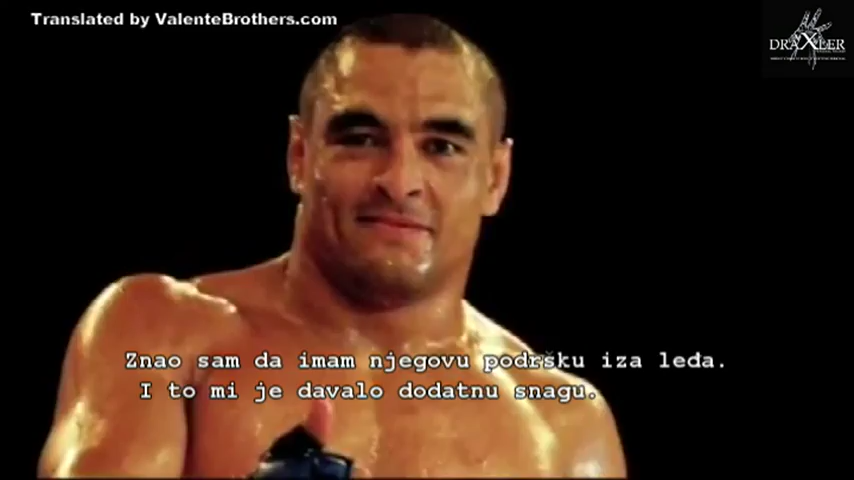 Translated by ValenteBrothers.com
DRAXLER
Znao sam da imam njegovu podršku iza leđa.
I to mi je davalo dodatnu snagu.